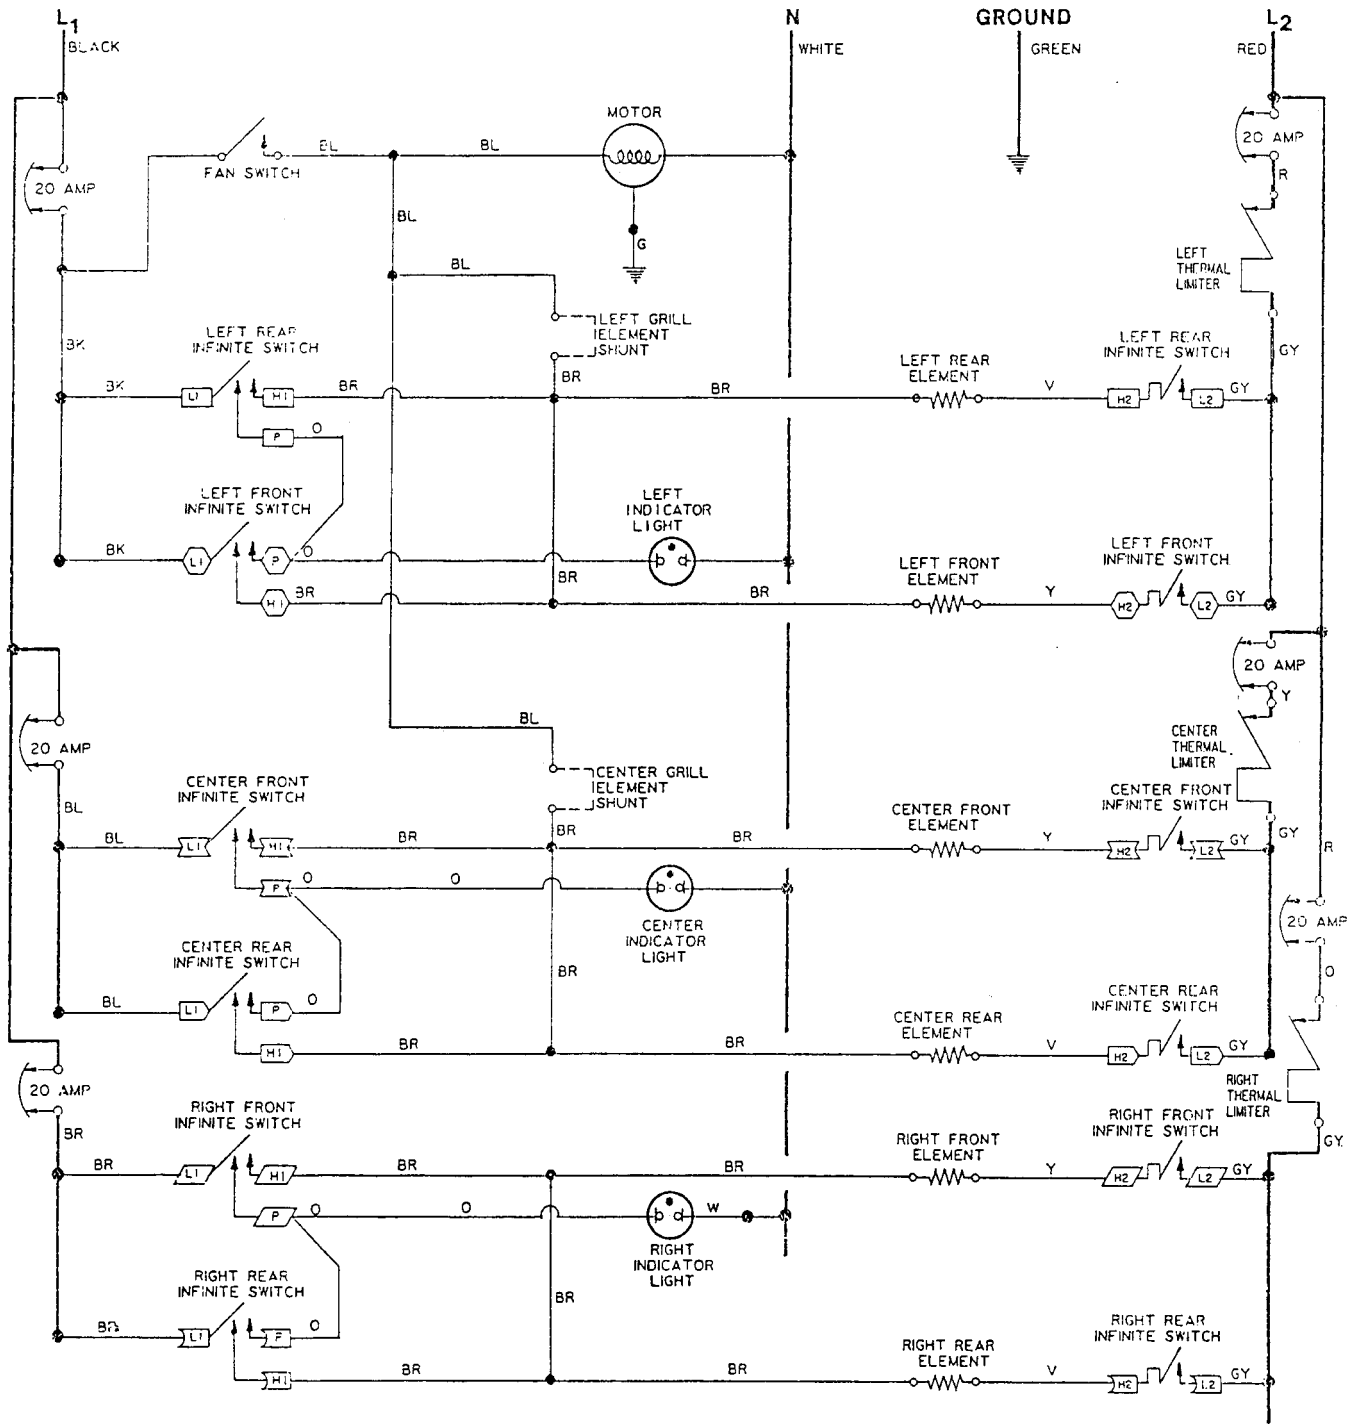 L1 N GROUND L2
BLACK WHITE GREEN RED
MOTOR
20 AMP
BL BL
FAN SWITCH
R
20 AMP
BL
G
BL
LEFT
THERMAL
LIMITER
LEFT GRILL
ELEMENT
SHUNT
LEFT REAR
INFINITE SWITCH
BK
LEFT REAR
ELEMENT
LEFT REAR
INFINITE SWITCH
GY
BK L1 H1 BR BR BR V H2 L2 GY
P O
LEFT FRONT
INFINITE SWITCH
LEFT
INDICATOR
LIGHT
LEFT FRONT
ELEMENT
LEFT FRONT
INFINITE SWITCH
BK L1 P O
BR
H1 BR BR Y H2 L2 GY
20 AMP
Y
BL
20 AMP
CENTER
THERMAL
LIMITER
CENTER GRILL
ELEMENT
SHUNT
CENTER FRONT
INFINITE SWITCH
BL
CENTER FRONT
ELEMENT
CENTER FRONT
INFINITE SWITCH
BL L1 H1 BR BR BR Y H2 L2 GY GY R
P O O
20 AMP
CENTER
INDICATOR
LIGHT
CENTER REAR
INFINITE SWITCH
BR
O
BL L1 P O
CENTER REAR
ELEMENT
CENTER REAR
INFINITE SWITCH
H1 BR BR V H2 L2 GY
20 AMP
RIGHT
THERMAL
LIMITER
RIGHT FRONT
INFINITE SWITCH
BR
RIGHT FRONT
ELEMENT
RIGHT FRONT
INFINITE SWITCH
GY
BR L1 H1 BR BR Y H2 L2 GY
P O O W
RIGHT
INDICATOR
LIGHT
RIGHT REAR
INFINITE SWITCH
BR
BR L1 P O
RIGHT REAR
ELEMENT
RIGHT REAR
INFINITE SWITCH
H1 BR BR V H2 L2 GY